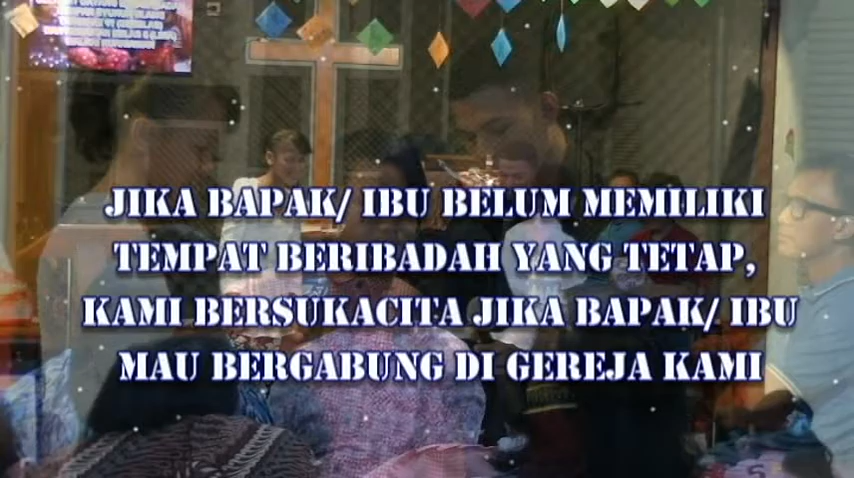 JIKA BAPAK/ IBU BELUM MEMILIKI
TEMPAT BERIBADAH YANG TETAP,
KAMI BERSUKACITA JIKA BAPAK/ IBU
MAU BERGABUNG DI GEREJA KAMI